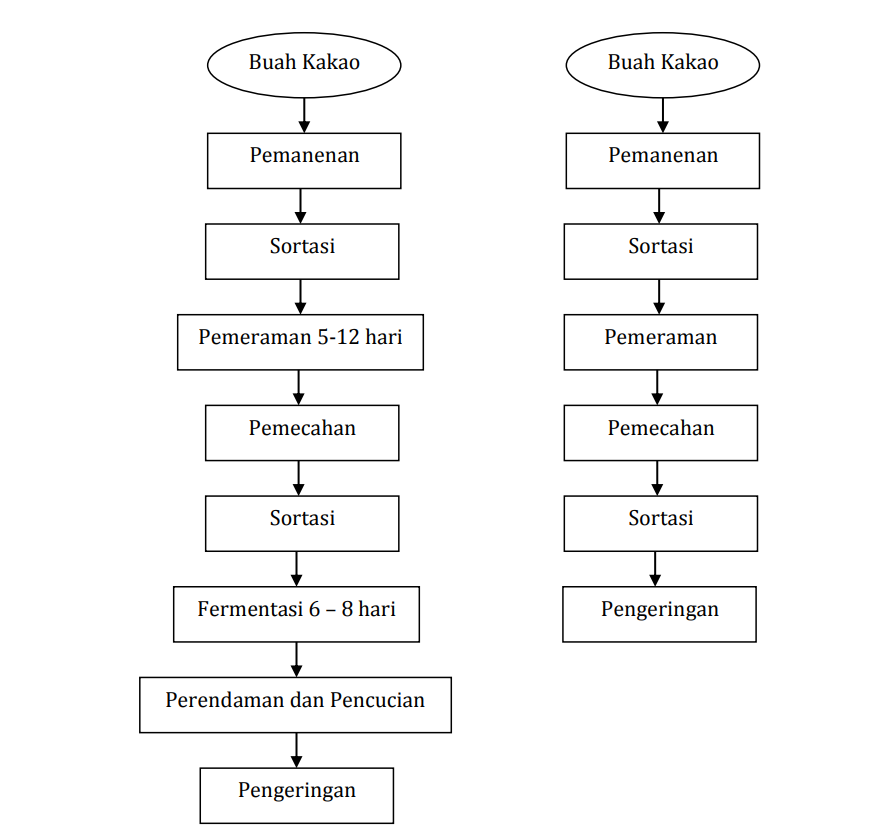 Buah Kakao
Pemanenan
Sortasi
Pemeraman 5-12 hari
Pemecahan
Sortasi
Fermentasi 6 – 8 hari
Perendaman dan Pencucian
Pengeringan
Buah Kakao
Pemanenan
Sortasi
Pemeraman
Pemecahan
Sortasi
Pengeringan